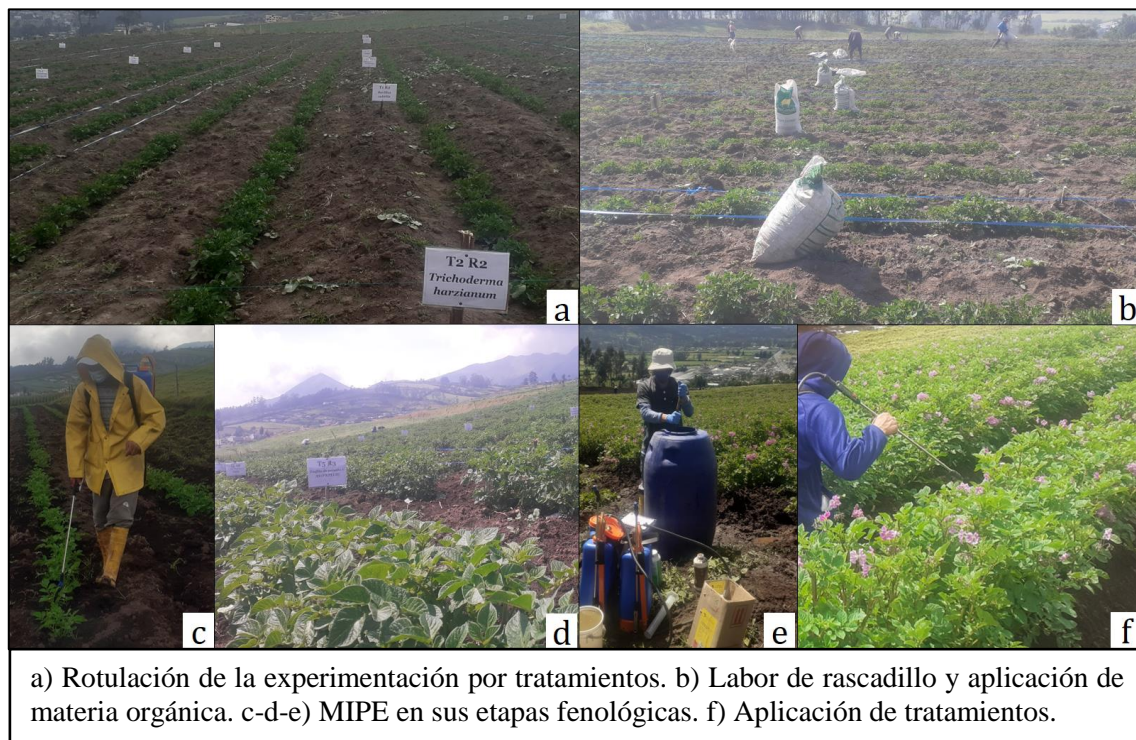 T2 R2
Trichoderma
harzianum
a
b
c
d
e
f
a) Rotulación de la experimentación por tratamientos. b) Labor de rascadillo y aplicación de
materia orgánica. c-d-e) MIPE en sus etapas fenológicas. f) Aplicación de tratamientos.